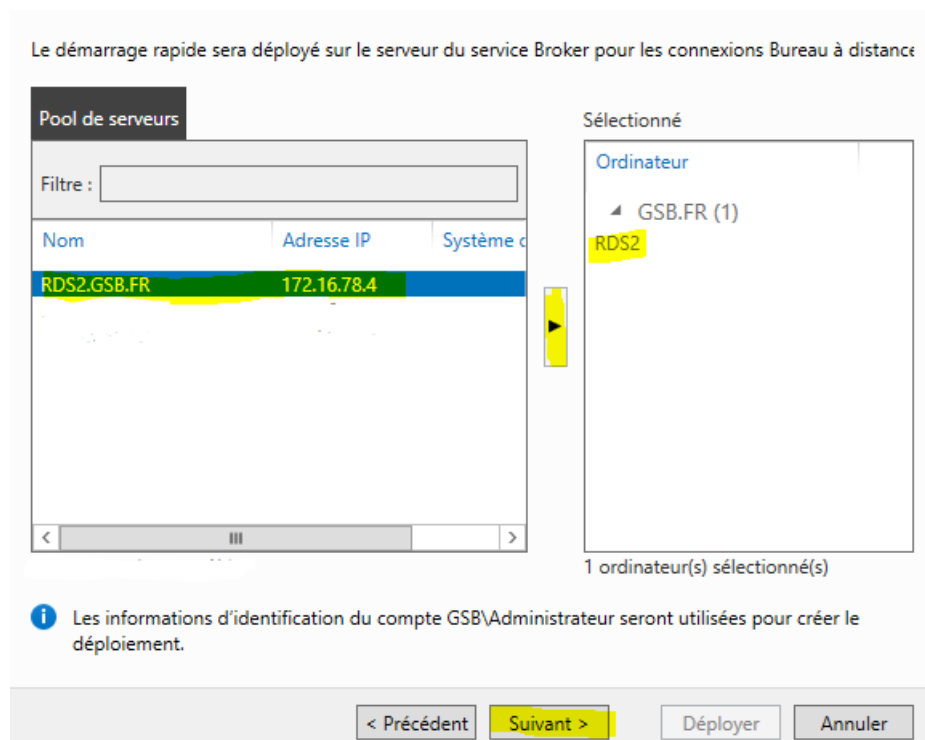 Le démarrage rapide sera déployé sur le serveur du service Broker pour les connexions Bureau à distance
Pool de serveurs
Sélectionné
Filtre :
Ordinateur
GSB.FR (1)
Nom Adresse IP Système
RDS2
RDS2.GSB.FR 172.16.78.4
1 ordinateur(s) sélectionné(s)
Les informations d'identification du compte GSB\Administrateur seront utilisées pour créer le
déploiement.
< Précédent Suivant > Déployer Annuler